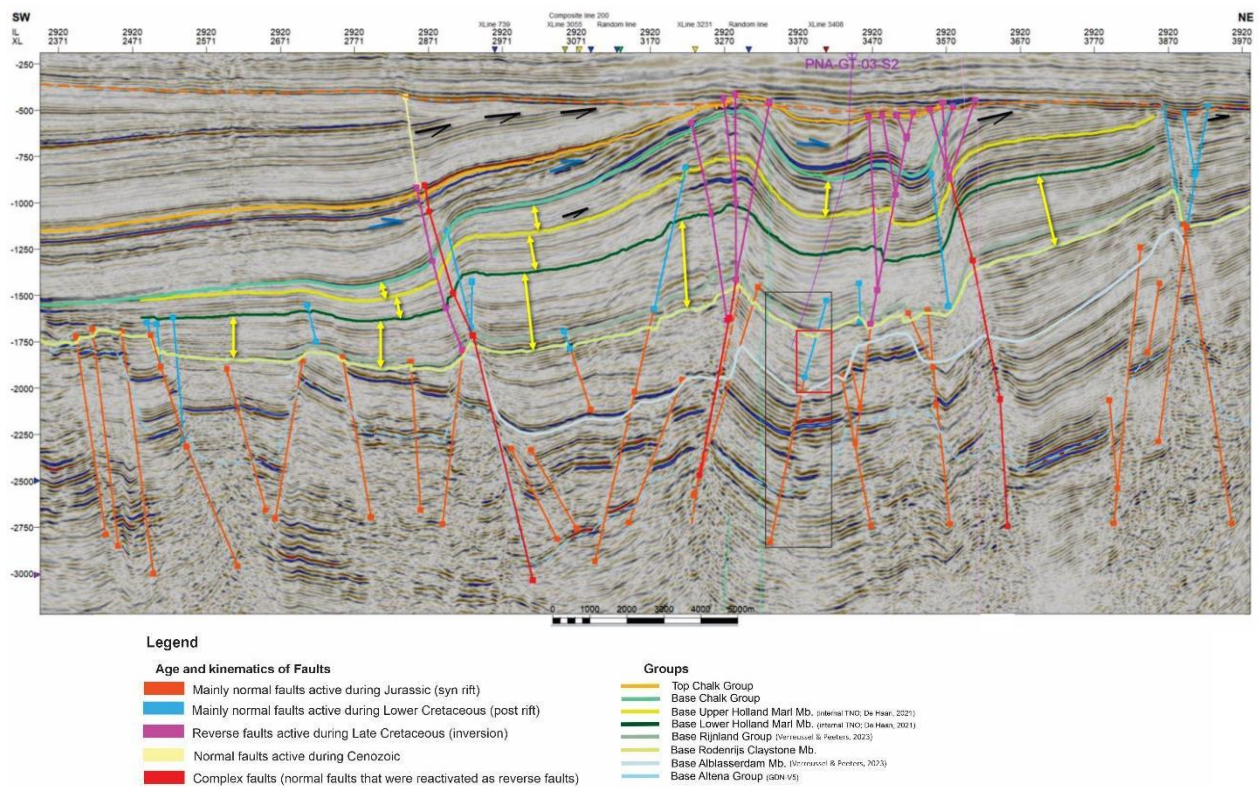 SW
NE
Composite line 200
XLine 739
XLine 3055
Random line
XLine 3231
Random line
XLine 3408
IL 2920 2920 2920 2920 2920 2920 2920 2920 2920 2920 2920 2920 2920 2920 2920 2920 2920
XL 2371 2471 2571 2671 2771 2871 2971 3071 3170 3270 3370 3470 3570 3670 3770 3820 3970
PNA-GT-03-S2
-250
-500
-750
-1000
-1250
-1500
-1750
-2000
-2250
-2500
-2750
-3000
0 1000 2000 3000 4000 5000m
Legend
Age and kinematics of Faults
Mainly normal faults active during Jurassic (syn rift)
Mainly normal faults active during Lower Cretaceous (post rift)
Reverse faults active during Late Cretaceous (inversion)
Normal faults active during Cenozoic
Complex faults (normal faults that were reactivated as reverse faults)
Groups
Top Chalk Group
Base Chalk Group
Base Upper Holland Marl Mb. (internal TNO; De Haan, 2021)
Base Lower Holland Marl Mb. (internal TNO; De Haan, 2021)
Base Rijnland Group (Verreussel & Peeters, 2023)
Base Rodenrijs Claystone Mb.
Base Alblasserdam Mb. (Verreussel & Peeters, 2023)
Base Altena Group (GDN-V5)